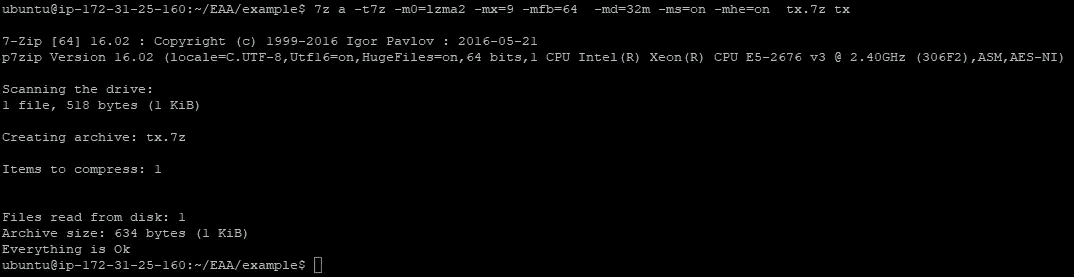 ubuntu@ip-172-31-25-160:~/EAA/example$ 7z a -t7z -m0=lzma2 -mx=9 -mfb=64  -md=32m -ms=on -mhe=on  tx.7z tx
7-Zip [64] 16.02 : Copyright (c) 1999-2016 Igor Pavlov : 2016-05-21
p7zip Version 16.02 (locale=C.UTF-8,Utf16=on,HugeFiles=on,64 bits,1 CPU Intel(R) Xeon(R) CPU E5-2676 v3 @ 2.40GHz (306F2),ASM,AES-NI)
Scanning the drive:
1 file, 518 bytes (1 KiB)
Creating archive: tx.7z
Items to compress: 1
Files read from disk: 1
Archive size: 634 bytes (1 KiB)
Everything is Ok
ubuntu@ip-172-31-25-160:~/EAA/example$